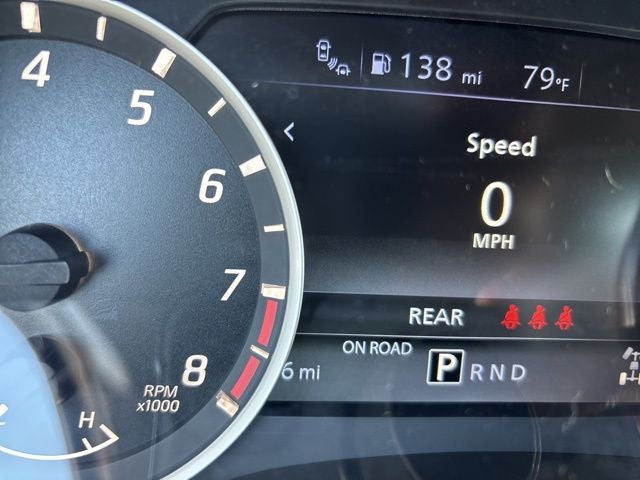 138 mi
79°F
4
5
6
7
8
RPM
x1000
H
Speed
0
MPH
REAR
ON ROAD
6 mi
P R N D